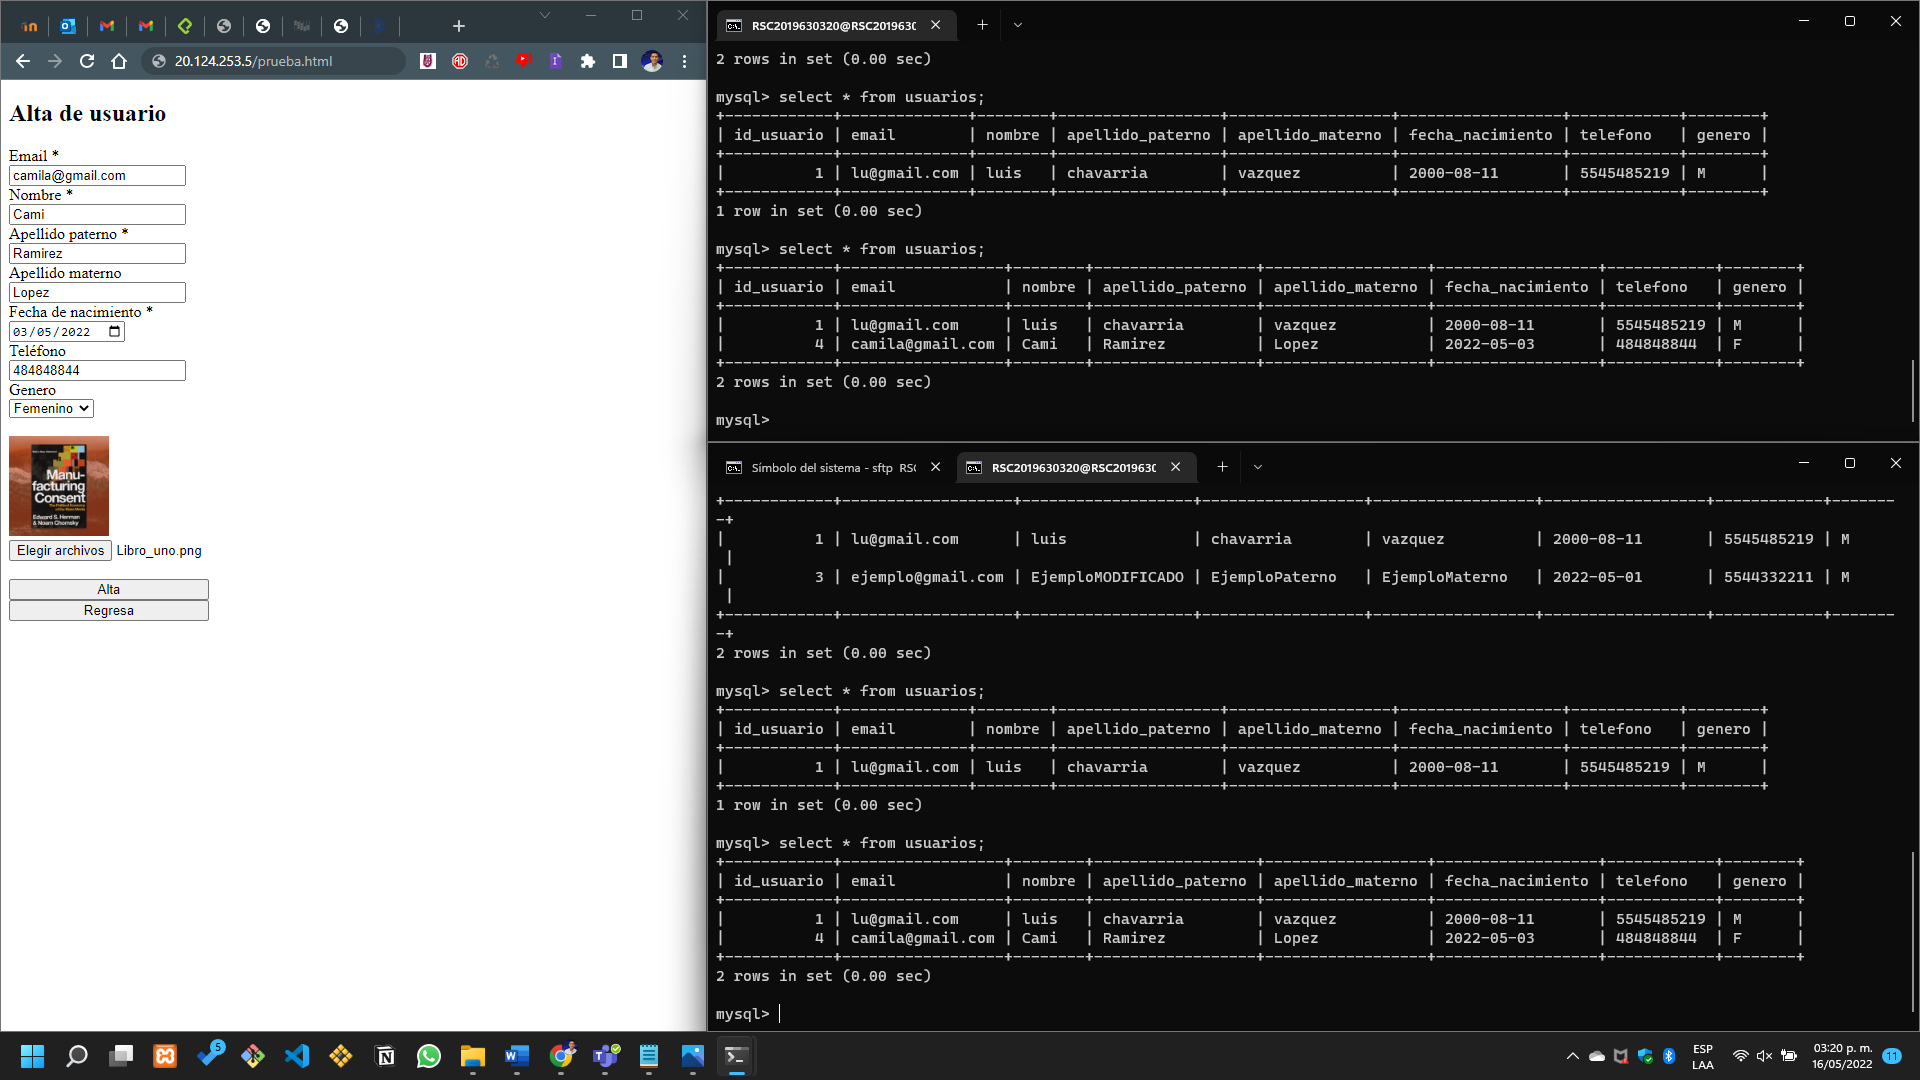 20.124.253.5/prueba.html
Alta de usuario
Email *
camila@gmail.com
Nombre *
Cami
Apellido paterno *
Ramirez
Apellido materno
Lopez
Fecha de nacimiento *
03/05/2022
Teléfono
484848844
Genero
Femenino
Manu-
facturing
Consent
Edward S. Herman
& Noam Chomsky
Elegir archivos Libro_uno.png
Alta
Regresa
RSC2019630320@RSC201963
2 rows in set (0.00 sec)
mysql> select * from usuarios;
+------------+--------------+--------+------------------+------------------+------------------+------------+--------+
| id_usuario | email        | nombre | apellido_paterno | apellido_materno | fecha_nacimiento | telefono   | genero |
+------------+--------------+--------+------------------+------------------+------------------+------------+--------+
|          1 | lu@gmail.com | luis   | chavarria        | vazquez          | 2000-08-11       | 5545485219 | M      |
+------------+--------------+--------+------------------+------------------+------------------+------------+--------+
1 row in set (0.00 sec)
mysql> select * from usuarios;
+------------+------------------+--------+------------------+------------------+------------------+------------+--------+
| id_usuario | email            | nombre | apellido_paterno | apellido_materno | fecha_nacimiento | telefono   | genero |
+------------+------------------+--------+------------------+------------------+------------------+------------+--------+
|          1 | lu@gmail.com     | luis   | chavarria        | vazquez          | 2000-08-11       | 5545485219 | M      |
|          4 | camila@gmail.com | Cami   | Ramirez          | Lopez            | 2022-05-03       | 484848844  | F      |
+------------+------------------+--------+------------------+------------------+------------------+------------+--------+
2 rows in set (0.00 sec)
mysql>
Símbolo del sistema - sftp RSC
RSC2019630320@RSC2019630
+------------+-------------------+-------------------+------------------+------------------+------------------+------------+-------
-+
|          1 | lu@gmail.com      | luis              | chavarria        | vazquez          | 2000-08-11       | 5545485219 | M
|
|          3 | ejemplo@gmail.com | EjemploMODIFICADO | EjemploPaterno   | EjemploMaterno   | 2022-05-01       | 5544332211 | M
|
+------------+-------------------+-------------------+------------------+------------------+------------------+------------+-------
-+
2 rows in set (0.00 sec)
mysql> select * from usuarios;
+------------+--------------+--------+------------------+------------------+------------------+------------+--------+
| id_usuario | email        | nombre | apellido_paterno | apellido_materno | fecha_nacimiento | telefono   | genero |
+------------+--------------+--------+------------------+------------------+------------------+------------+--------+
|          1 | lu@gmail.com | luis   | chavarria        | vazquez          | 2000-08-11       | 5545485219 | M      |
+------------+--------------+--------+------------------+------------------+------------------+------------+--------+
1 row in set (0.00 sec)
mysql> select * from usuarios;
+------------+------------------+--------+------------------+------------------+------------------+------------+--------+
| id_usuario | email            | nombre | apellido_paterno | apellido_materno | fecha_nacimiento | telefono   | genero |
+------------+------------------+--------+------------------+------------------+------------------+------------+--------+
|          1 | lu@gmail.com     | luis   | chavarria        | vazquez          | 2000-08-11       | 5545485219 | M      |
|          4 | camila@gmail.com | Cami   | Ramirez          | Lopez            | 2022-05-03       | 484848844  | F      |
+------------+------------------+--------+------------------+------------------+------------------+------------+--------+
2 rows in set (0.00 sec)
mysql>
5
ESP
LAA
03:20 p. m.
16/05/2022
11